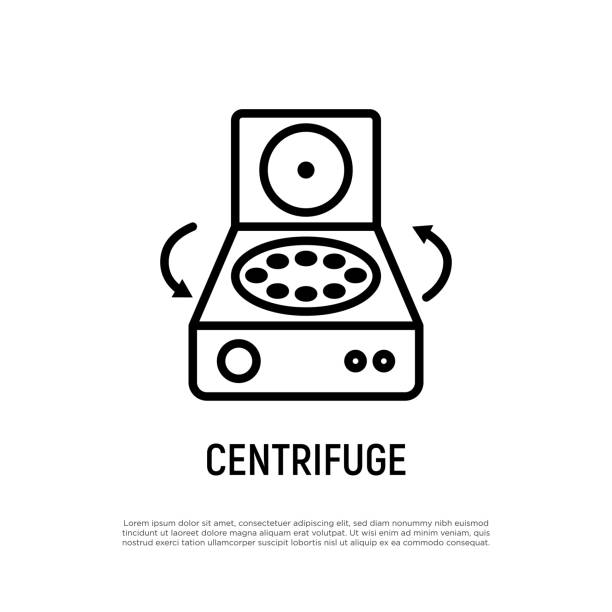 CENTRIFUGE
Lorem ipsum dolor sit amet, consectetuer adipiscing elit, sed diam nonummy nibh euismod
tincidunt ut laoreet dolore magna aliquam erat volutpat. Ut wisi enim ad minim veniam, quis
nostrud exercitation ullamcorper suscipit lobortis nisl ut aliquip ex ea commodo consequat.